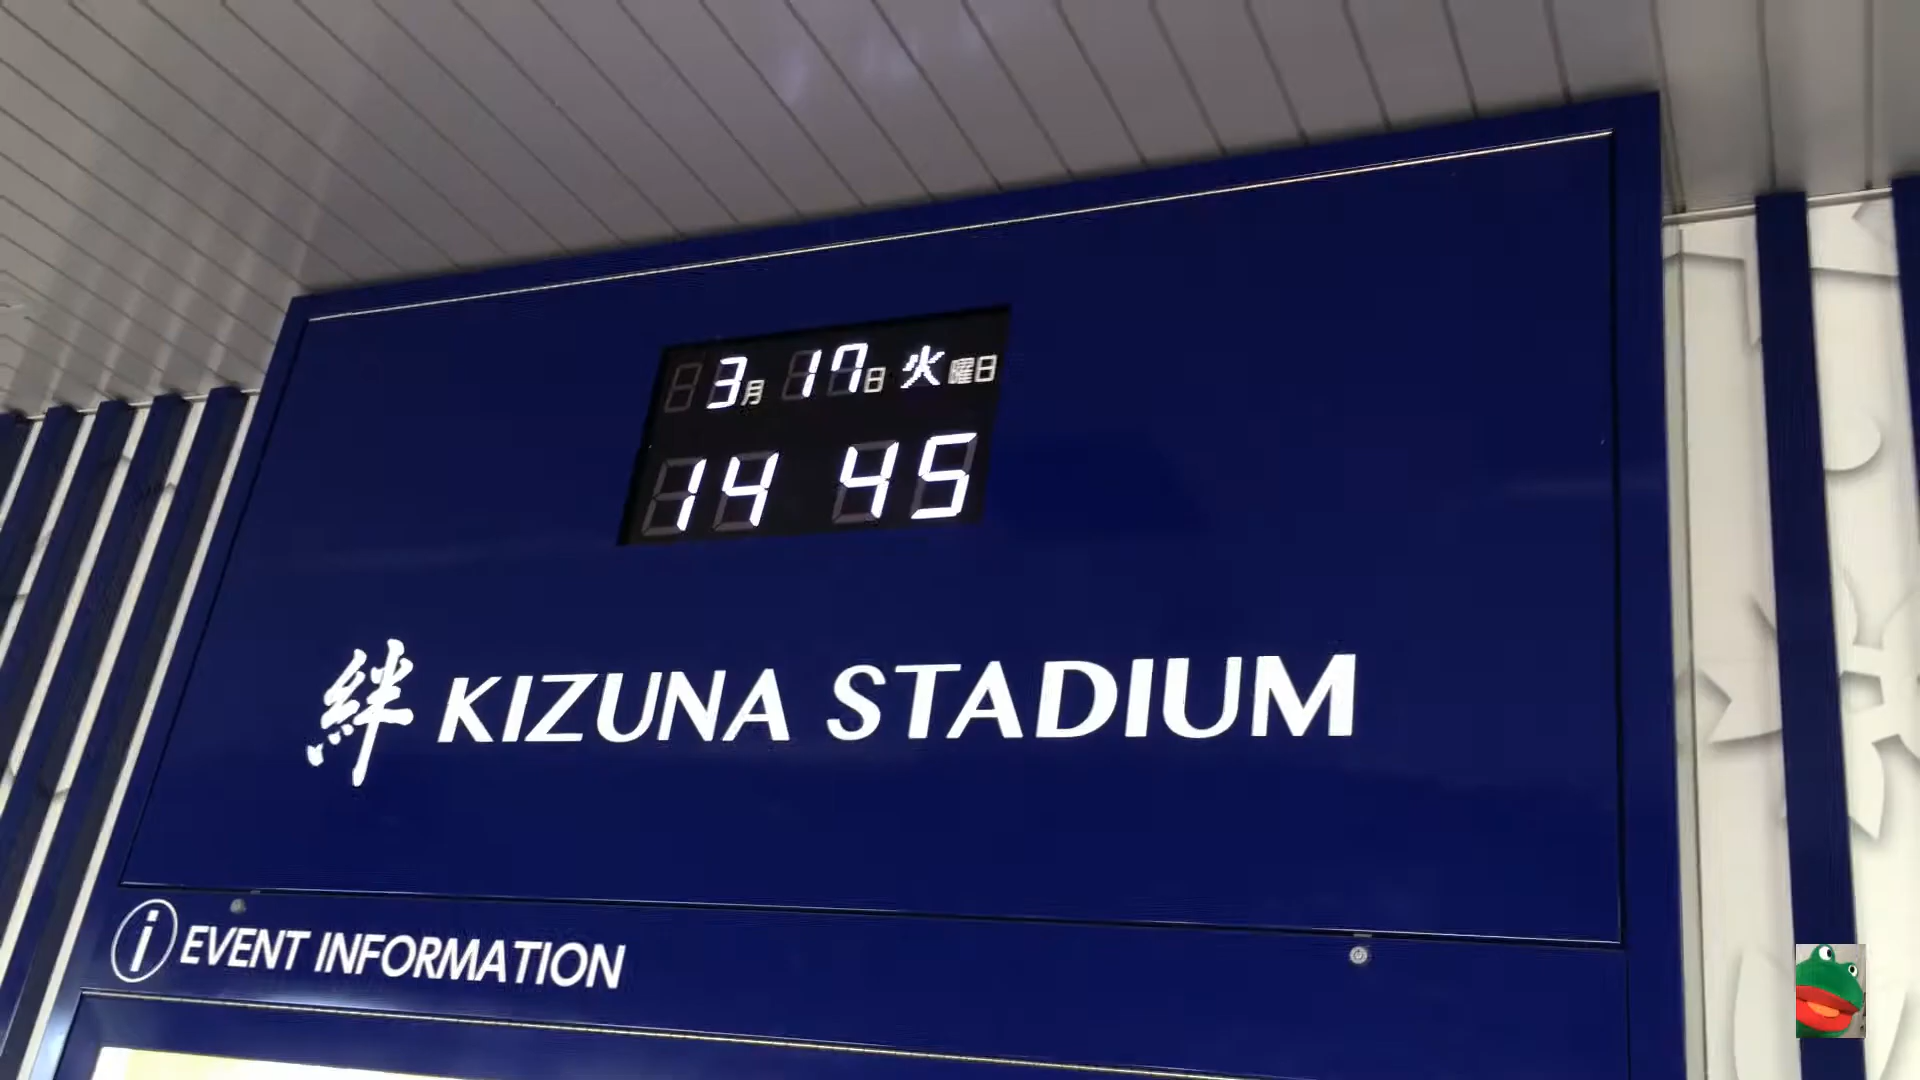 3月 17日 火曜日
14 45
絆 KIZUNA STADIUM
i EVENT INFORMATION